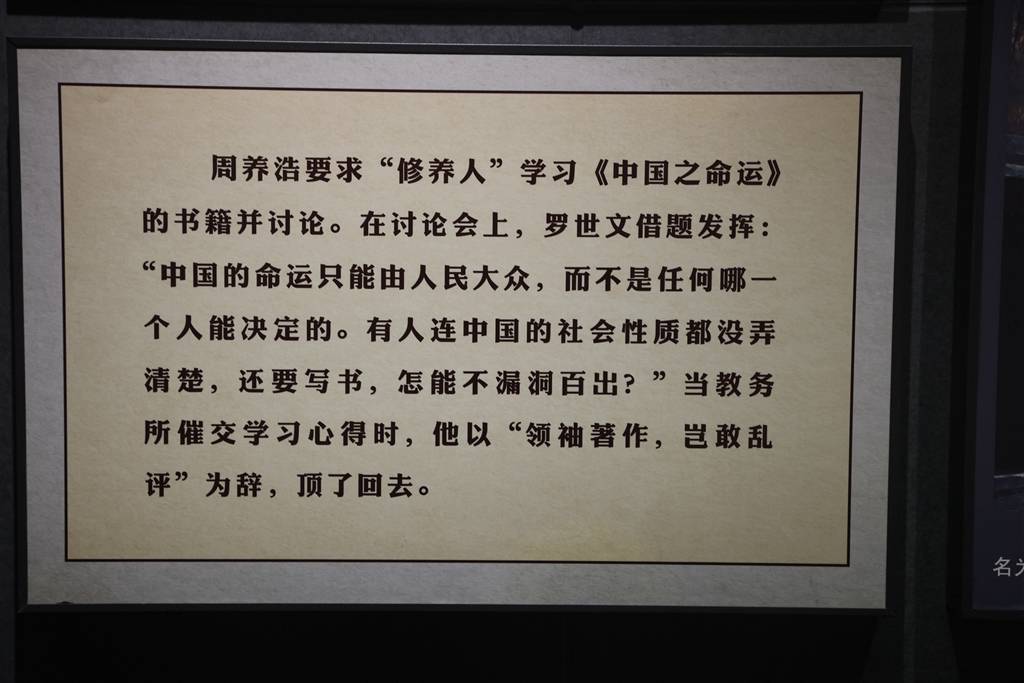 周养浩要求“修养人”学习《中国之命运》
的书籍并讨论。在讨论会上，罗世文借题发挥：
“中国的命运只能由人民大众，而不是任何哪一
个人能决定的。有人连中国的社会性质都没弄
清楚，还要写书，怎能不漏洞百出？”当教务
所催交学习心得时，他以“领袖著作，岂敢乱
评”为辞，顶了回去。
名为